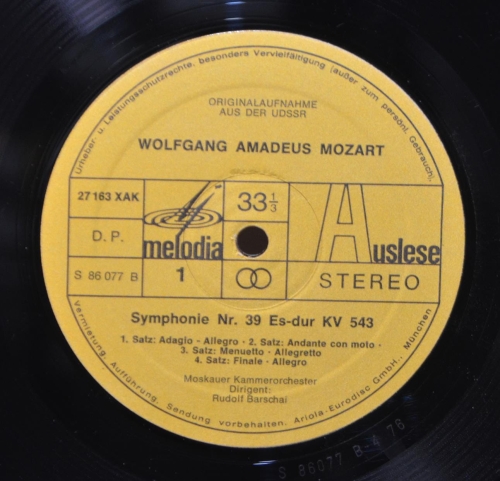 Urheber u. Leistungsschutzrechte, besonders Vervielfältigung (außer zum persönl. Gebrauch),
ORIGINALAUFNAHME
AUS DER UDSSR
WOLFGANG AMADEUS MOZART
27 163 XAK
33 1/3
D. P.
melodia
Auslese
S 86 077 B
1
STEREO
Symphonie Nr. 39 Es-dur KV 543
1. Satz: Adagio - Allegro · 2. Satz: Andante con moto ·
3. Satz: Menuetto - Allegretto
4. Satz: Finale - Allegro
Moskauer Kammerorchester
Dirigent:
Rudolf Barschai
Vermietung, Aufführung, Sendung vorbehalten. Ariola-Eurodisc GmbH., München
S 86077 B-4 76